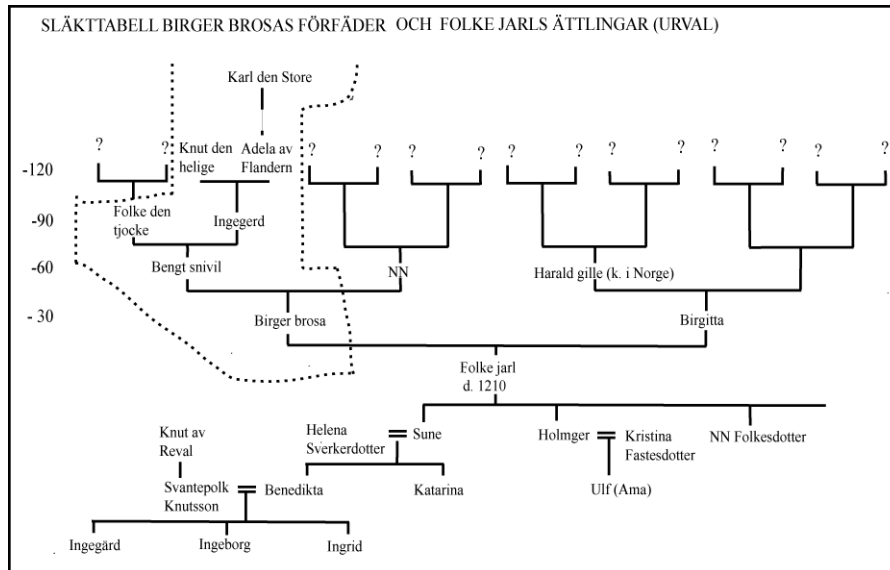 SLÄKTTABELL BIRGER BROSAS FÖRFÄDER OCH FOLKE JARLS ÄTTLINGAR (URVAL)
Karl den Store
? ? Knut den helige Adela av Flandern ? ? ? ? ? ? ? ? ? ? ? ?
-120
-90 Folke den tjocke Ingegerd
-60 Bengt snivil NN Harald gille (k. i Norge)
- 30 Birger brosa Birgitta
Folke jarl
d. 1210
Helena Sverkerdotter Sune Holmger Kristina Fastesdotter NN Folkesdotter
Knut av
Reval
Svantepolk Knutsson Benedikta Katarina Ulf (Ama)
Ingegärd Ingeborg Ingrid